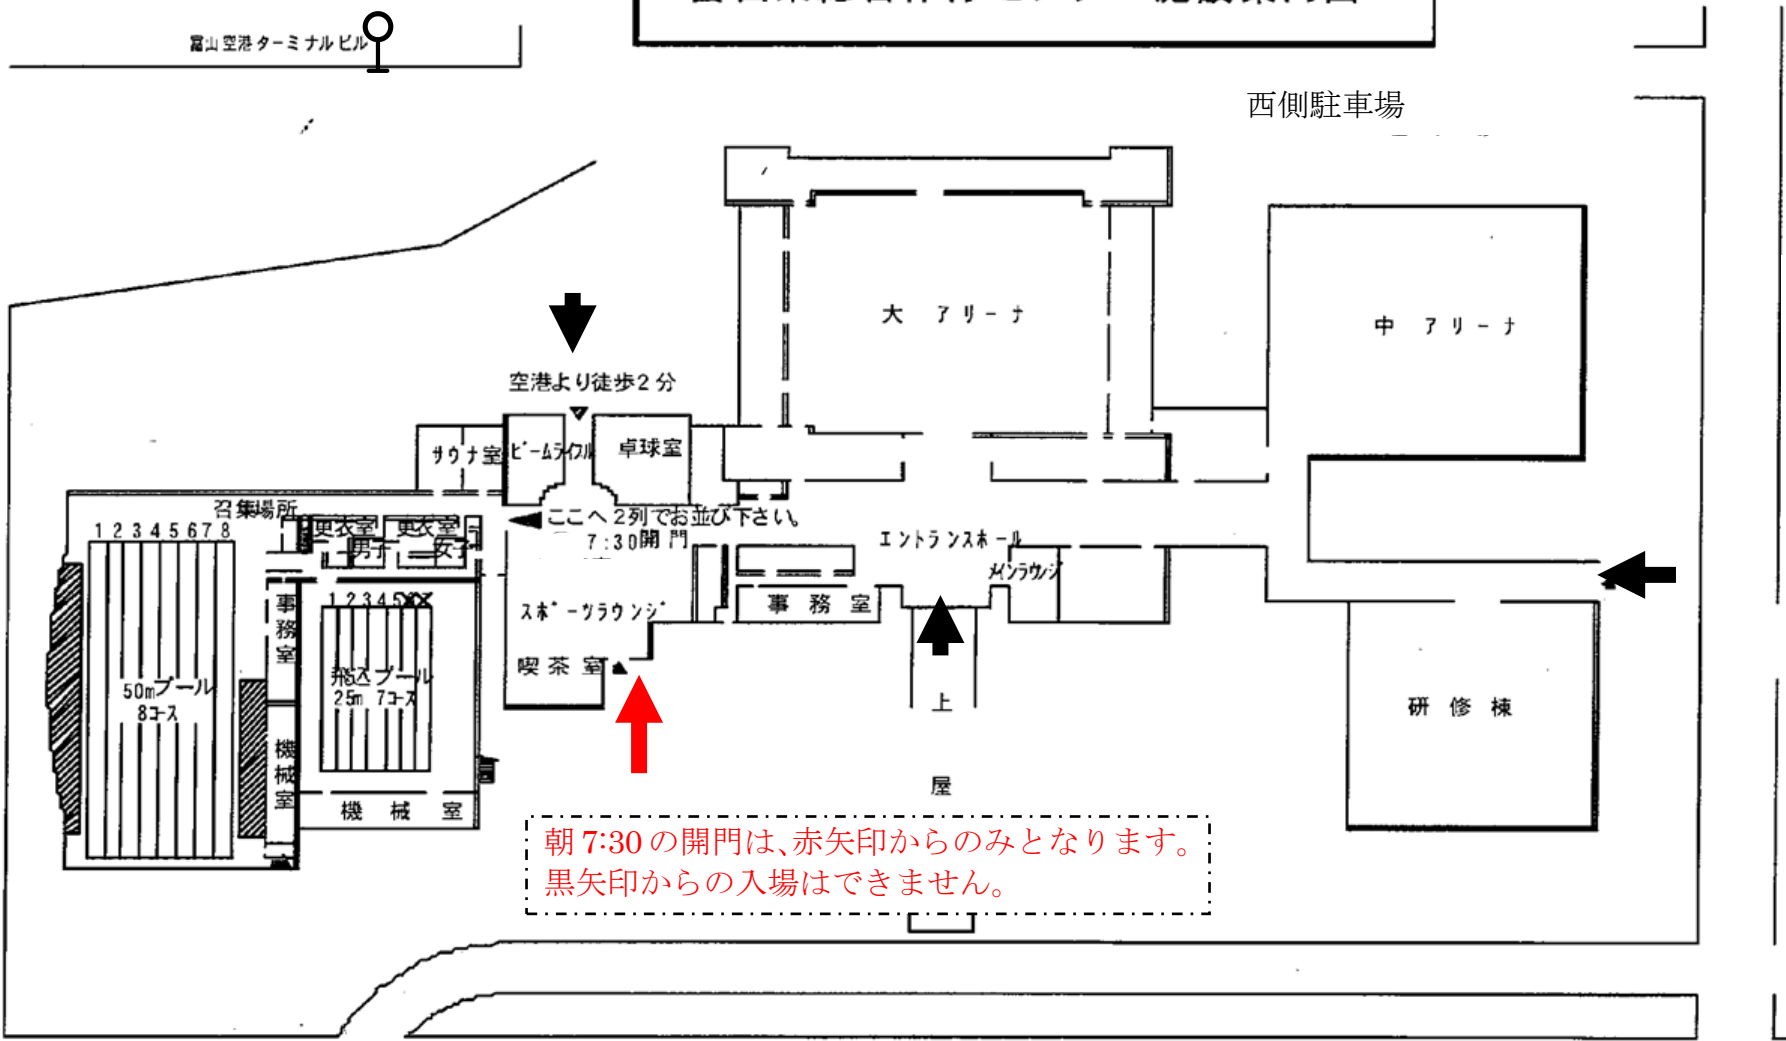 富山空港ターミナルビル
西側駐車場
大 アリーナ
中 アリーナ
空港より徒歩2分
サウナ室
ビームライフル
卓球室
召集場所
1 2 3 4 5 6 7 8
更衣室
男子
更衣室
女子
ここへ2列でお並び下さい。
7:30開門
エントランスホール
メインラウンジ
事務室
1 2 3 4 5
事務室
スポーツラウンジ
喫茶室
50mプール
8コース
飛込プール
25m 7コース
上屋
研修棟
機械室
機械室
朝7:30の開門は、赤矢印からのみとなります。
黒矢印からの入場はできません。